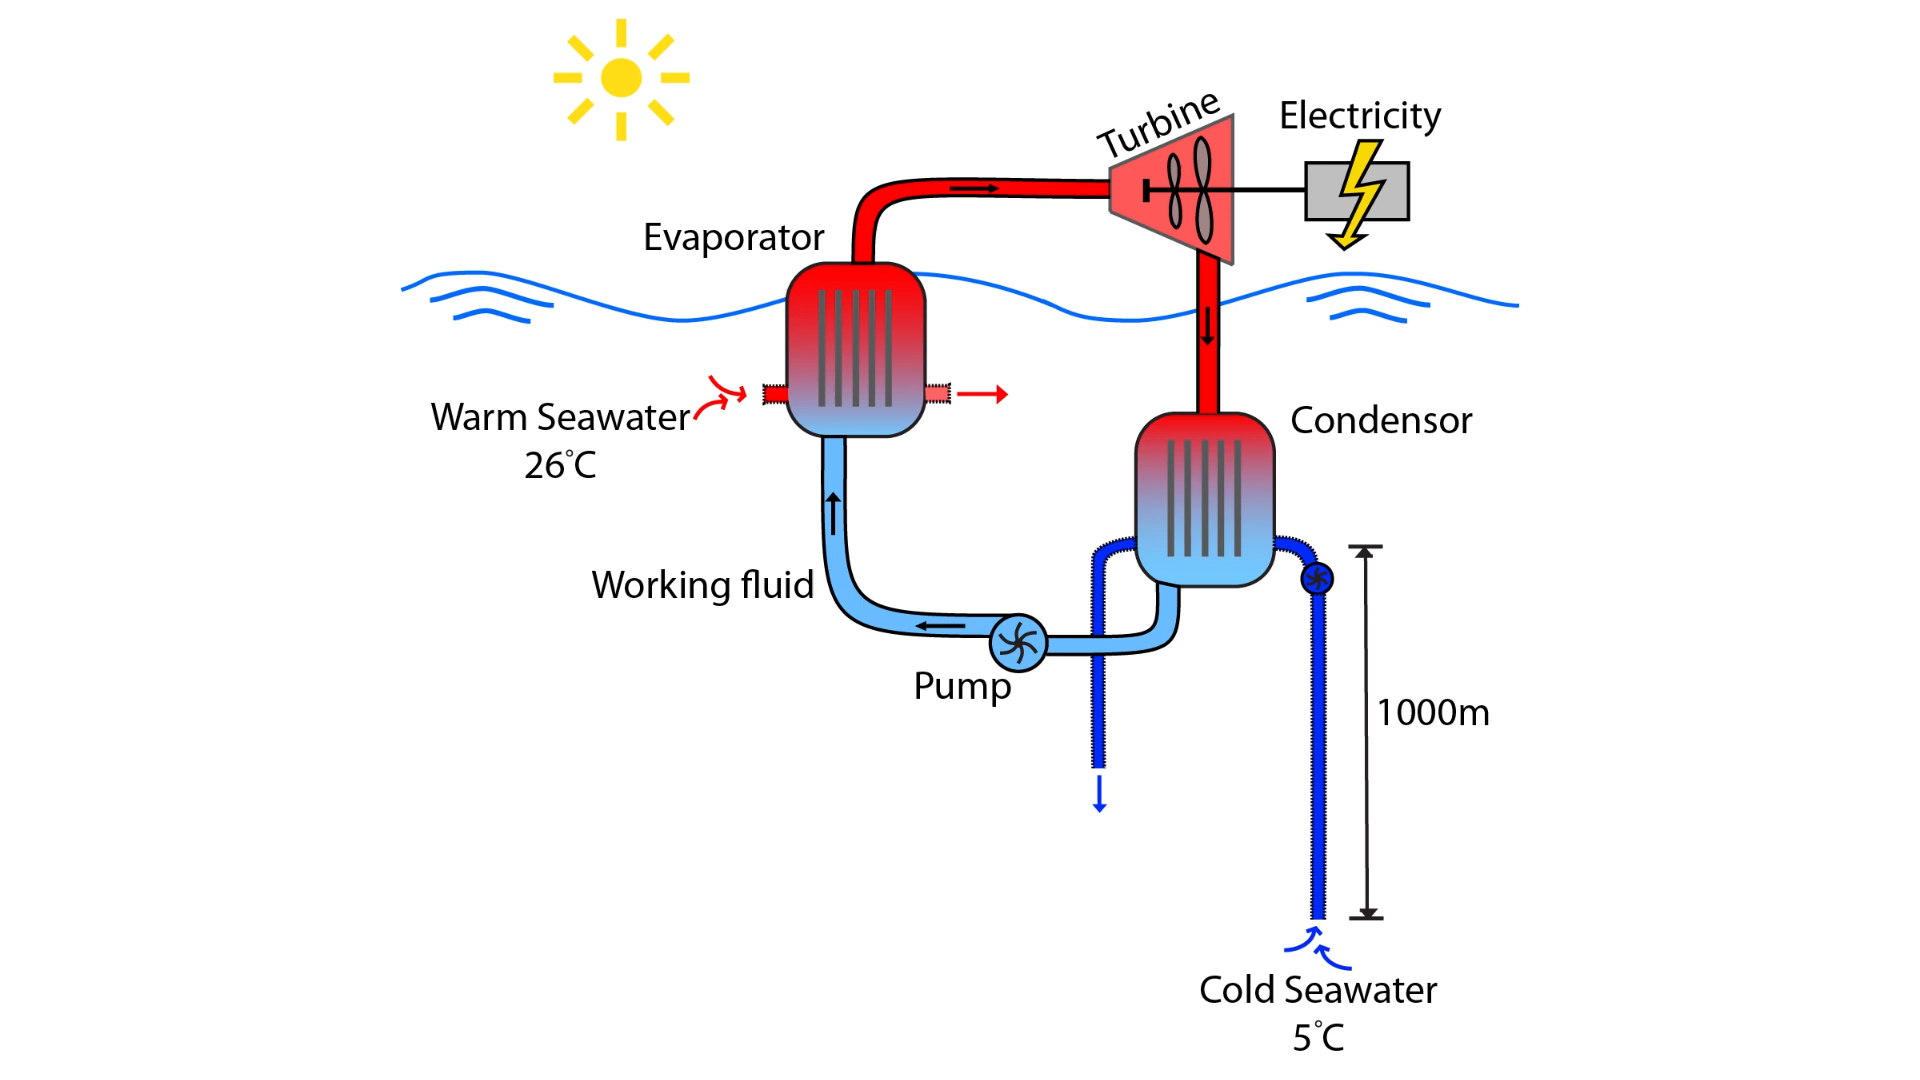 Turbine
Electricity
Evaporator
Warm Seawater
26°C
Condensor
Working fluid
Pump
1000m
Cold Seawater
5°C